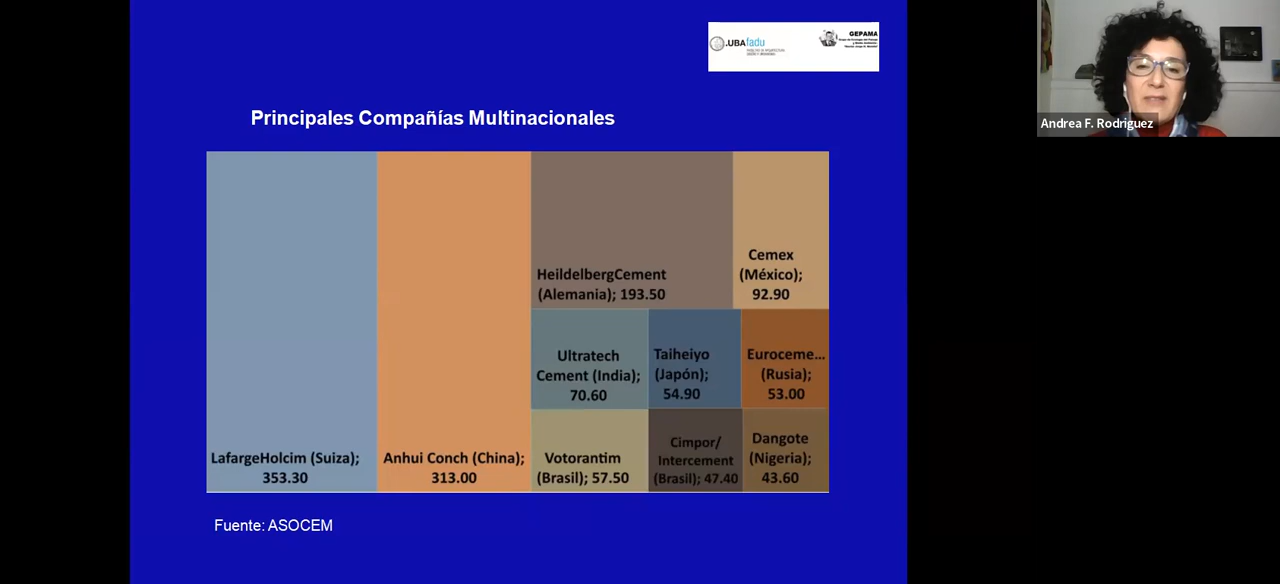 .UBAfadu
GEPAMA
Principales Compañías Multinacionales
HeildelbergCement
(Alemania); 193.50
Cemex
(México);
92.90
Ultratech
Cement (India);
70.60
Taiheiyo
(Japón);
54.90
Euroceme...
(Rusia);
53.00
LafargeHolcim (Suiza);
353.30
Anhui Conch (China);
313.00
Votorantim
(Brasil); 57.50
Cimpor/
Intercement
(Brasil); 47.40
Dangote
(Nigeria);
43.60
Fuente: ASOCEM
Andrea F. Rodriguez